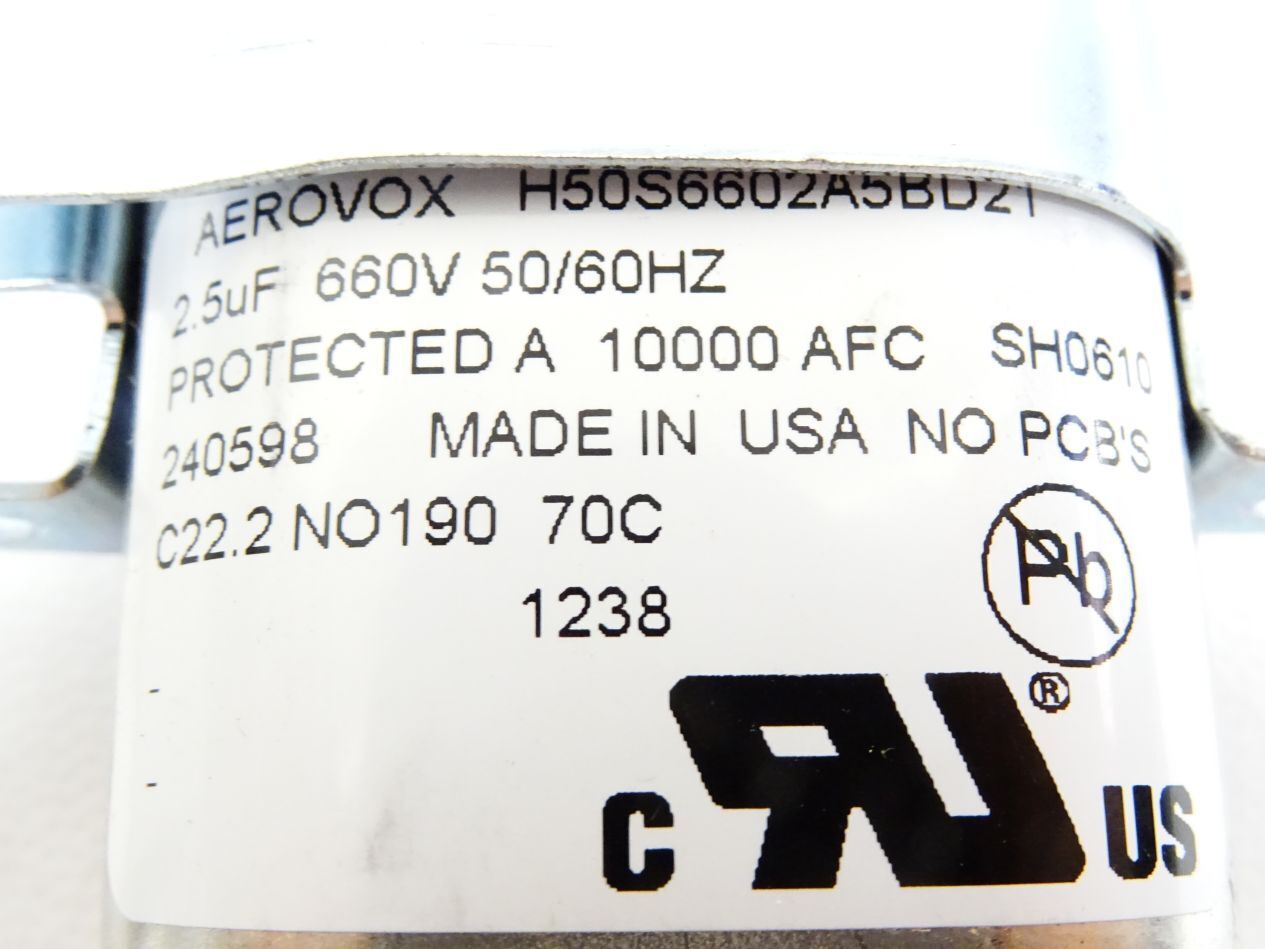 AEROVOX H50S6602A5BD21
2.5uF 660V 50/60HZ
PROTECTED A 10000 AFC SH0610
240598 MADE IN USA NO PCB'S
C22.2 NO190 70C
Pb
1238
®
C RU US